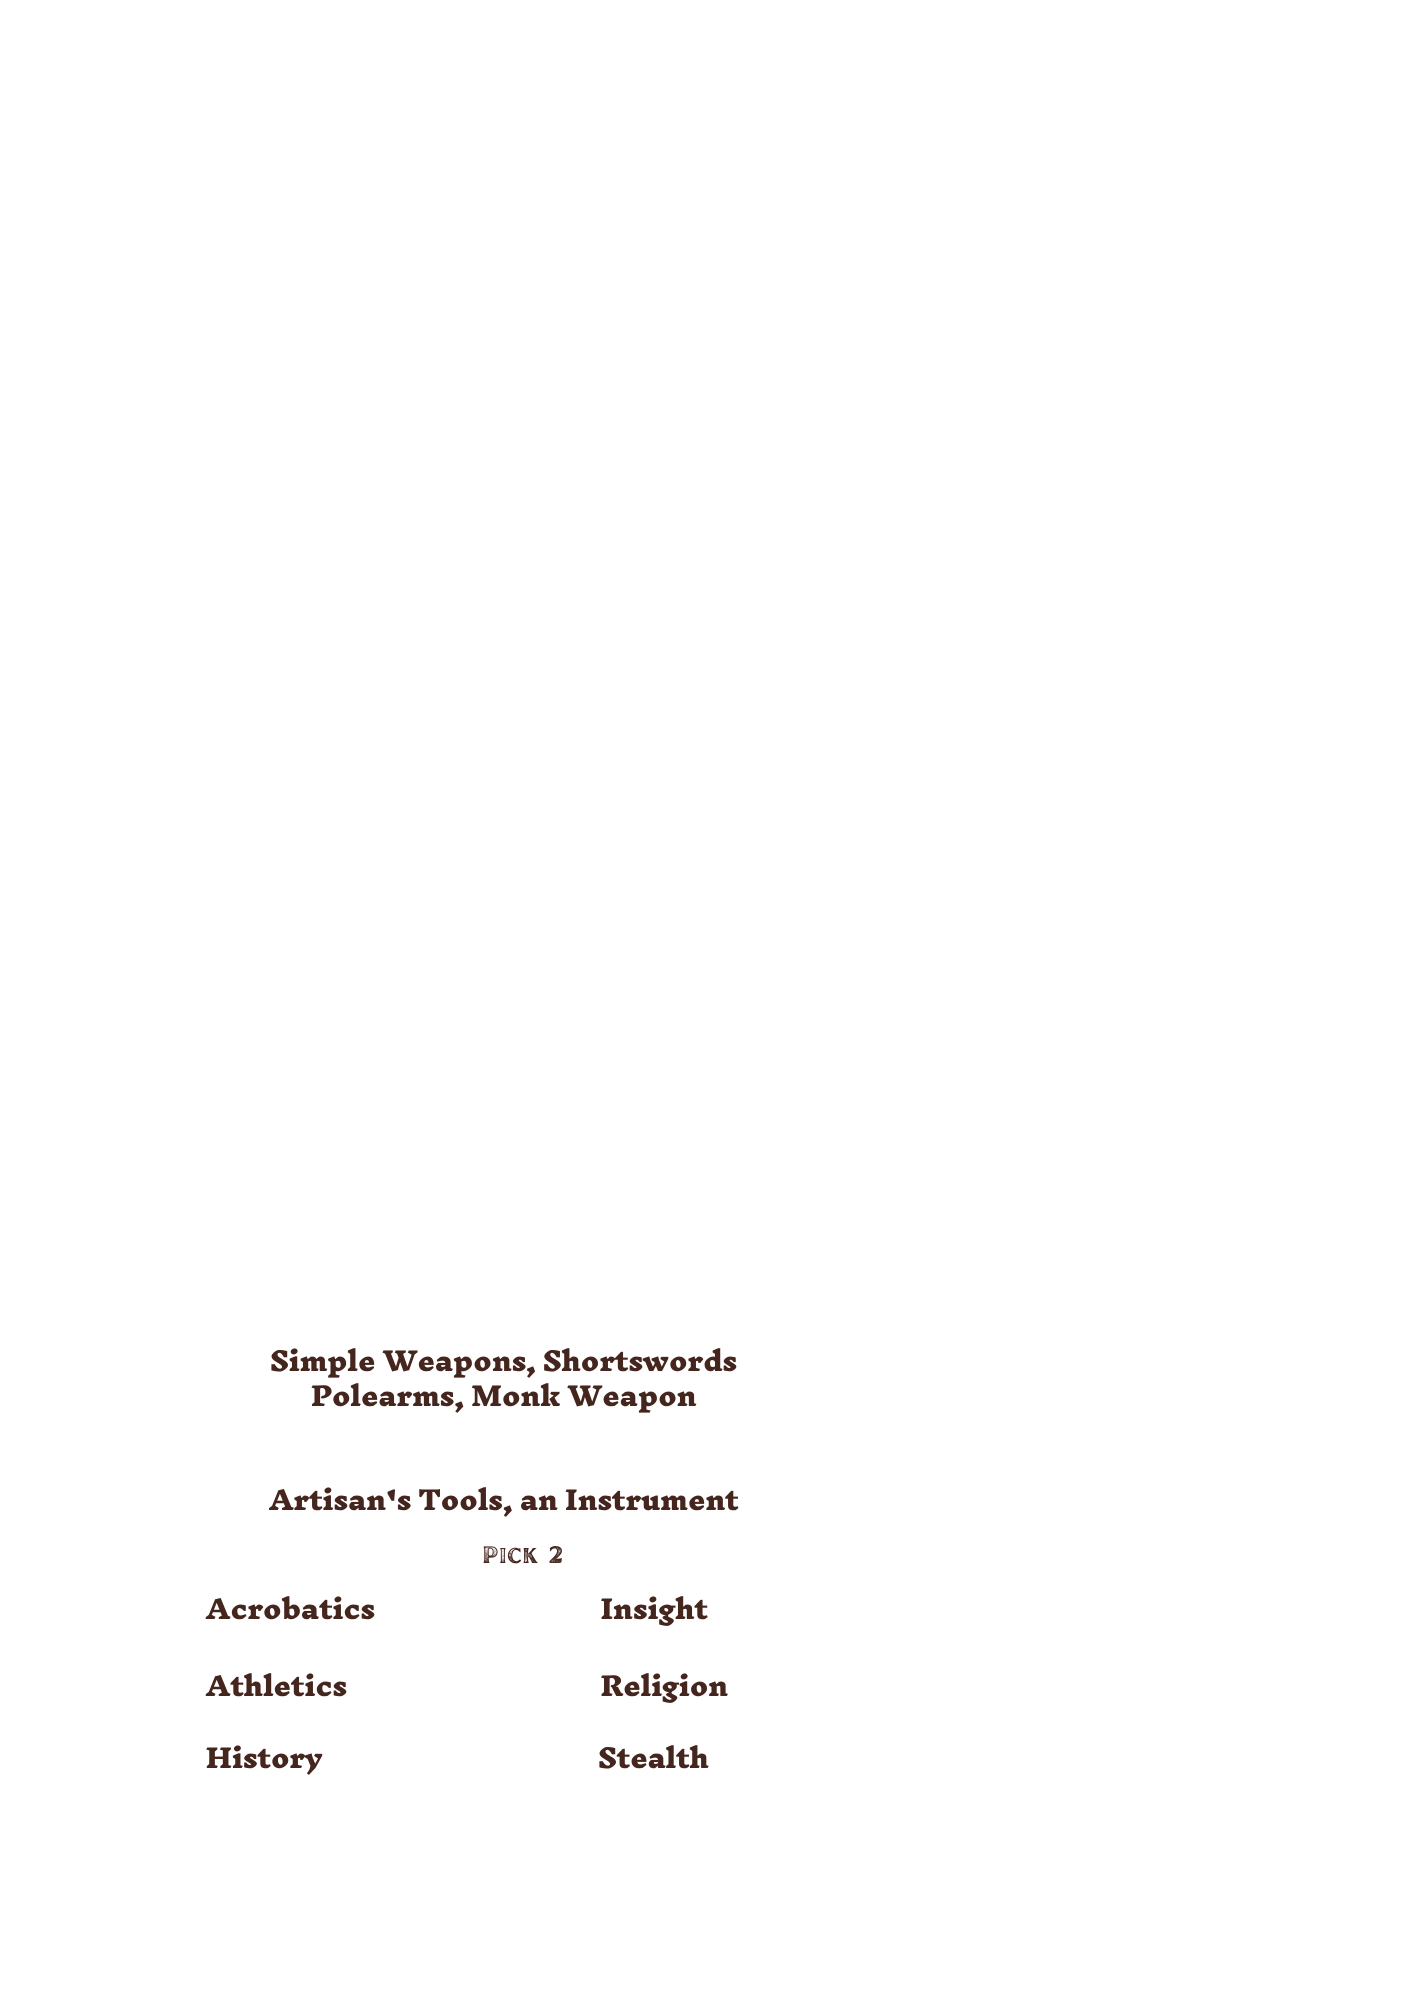 Simple Weapons, Shortswords
Polearms, Monk Weapon
Artisan's Tools, an Instrument
Pick 2
Acrobatics Insight
Athletics Religion
History Stealth